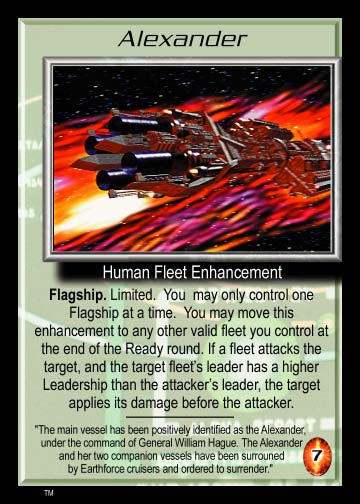 Alexander
Human Fleet Enhancement
Flagship. Limited. You may only control one
Flagship at a time. You may move this
enhancement to any other valid fleet you control at
the end of the Ready round. If a fleet attacks the
target, and the target fleet's leader has a higher
Leadership than the attacker's leader, the target
applies its damage before the attacker.
"The main vessel has been positively identified as the Alexander,
under the command of General William Hague. The Alexander
and her two companion vessels have been surrouned
by Earthforce cruisers and ordered to surrender."
7
TM